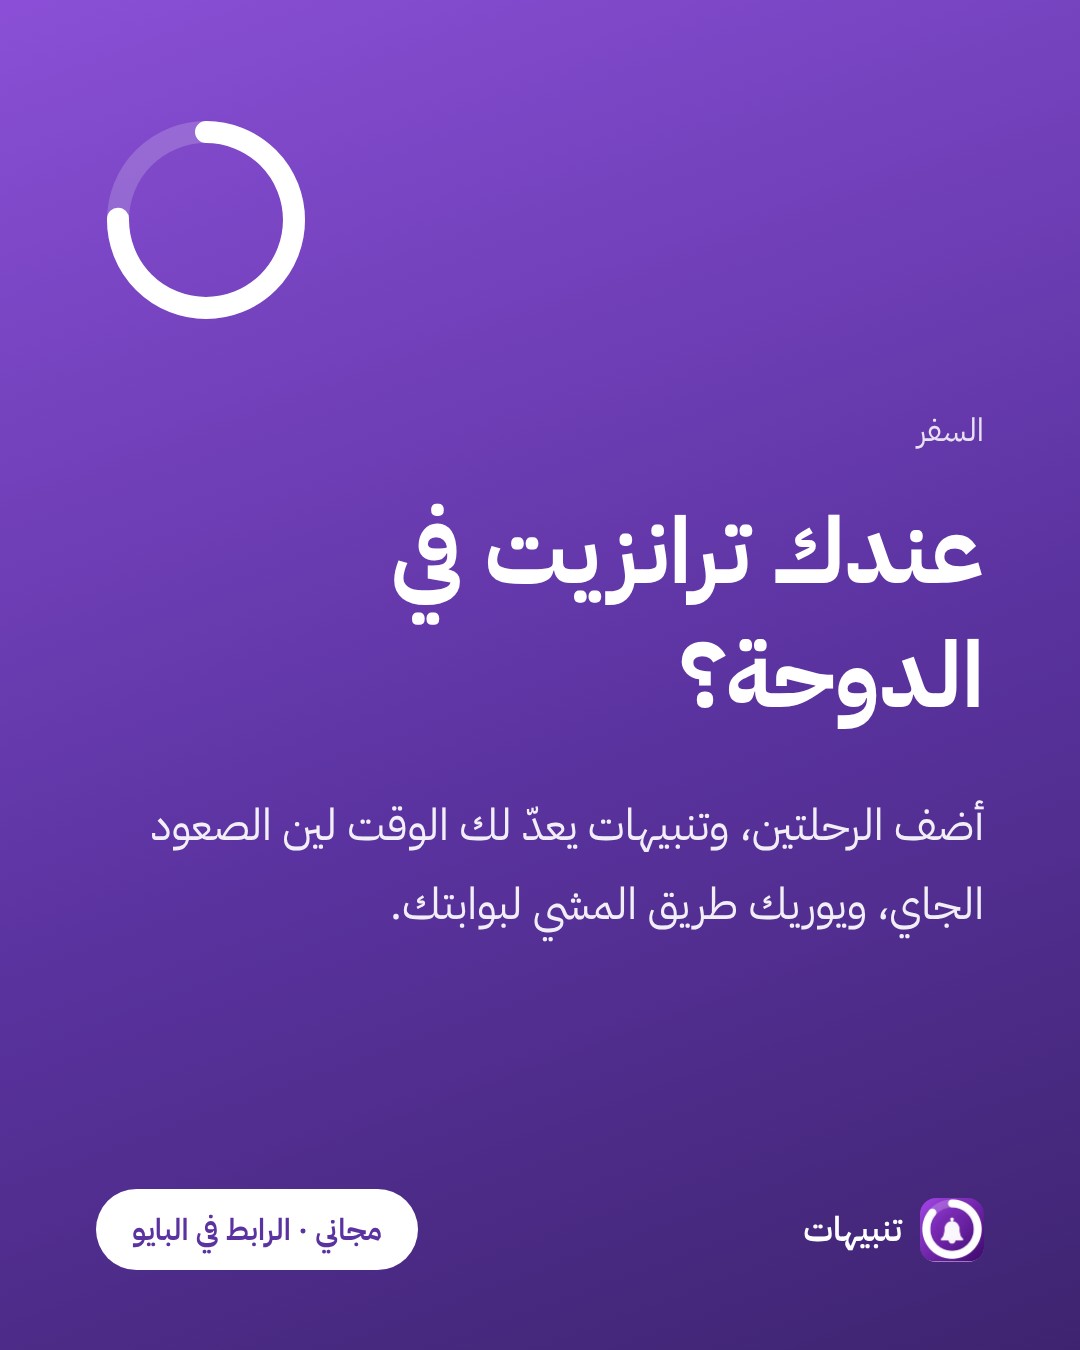 السفر
عندك ترانزيت في
الدوحة؟
أضف الرحلتين، وتنبيهات يعدّ لك الوقت لين الصعود
الجاي، ويوريك طريق المشي لبوابتك.
تنبيهات
مجاني · الرابط في البايو